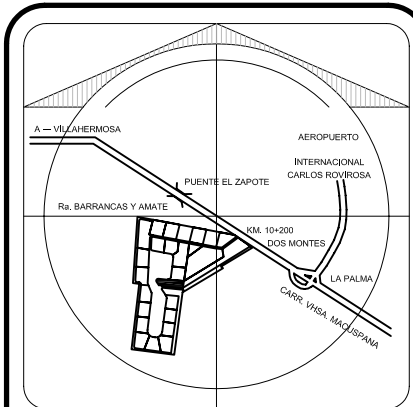 A — VILLAHERMOSA
AEROPUERTO
INTERNACIONAL
CARLOS ROVIROSA
PUENTE EL ZAPOTE
Ra. BARRANCAS Y AMATE
KM. 10+200
DOS MONTES
LA PALMA
CARR. VHSA. MACUSPANA